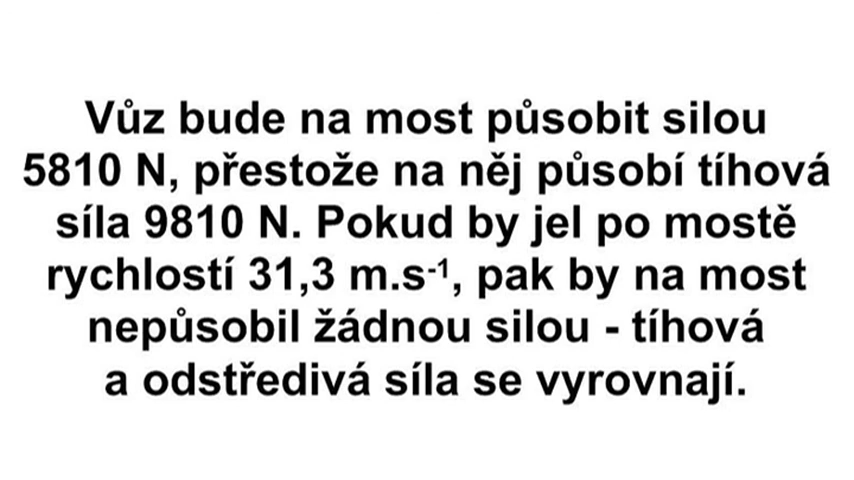 Vůz bude na most působit silou
5810 N, přestože na něj působí tíhová
síla 9810 N. Pokud by jel po mostě
rychlostí 31,3 m.s-1, pak by na most
nepůsobil žádnou silou - tíhová
a odstředivá síla se vyrovnají.